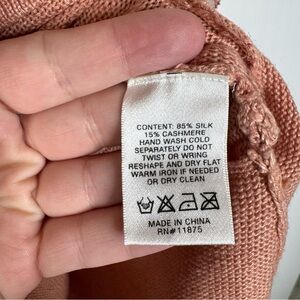 CONTENT: 85% SILK
15% CASHMERE
HAND WASH COLD
SEPARATELY DO NOT
TWIST OR WRING
RESHAPE AND DRY FLAT
WARM IRON IF NEEDED
OR DRY CLEAN
MADE IN CHINA
RN#11875